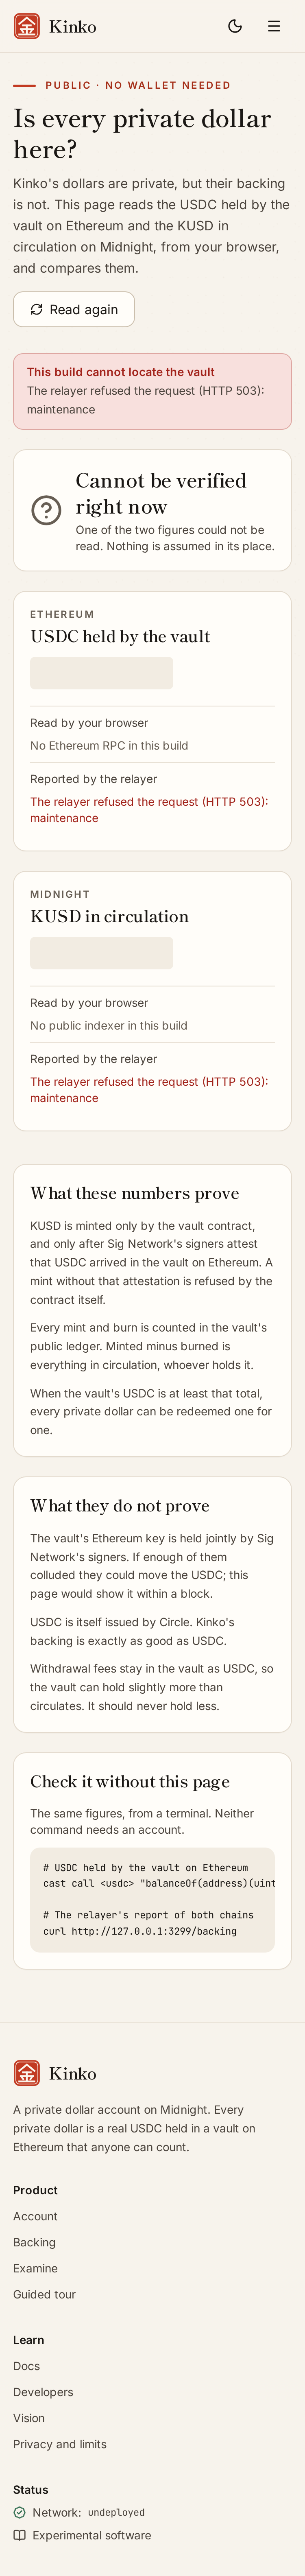 金 Kinko
PUBLIC · NO WALLET NEEDED
Is every private dollar
here?
Kinko's dollars are private, but their backing
is not. This page reads the USDC held by the
vault on Ethereum and the KUSD in
circulation on Midnight, from your browser,
and compares them.
Read again
This build cannot locate the vault
The relayer refused the request (HTTP 503):
maintenance
Cannot be verified
right now
One of the two figures could not be
read. Nothing is assumed in its place.
ETHEREUM
USDC held by the vault
Read by your browser
No Ethereum RPC in this build
Reported by the relayer
The relayer refused the request (HTTP 503):
maintenance
MIDNIGHT
KUSD in circulation
Read by your browser
No public indexer in this build
Reported by the relayer
The relayer refused the request (HTTP 503):
maintenance
What these numbers prove
KUSD is minted only by the vault contract,
and only after Sig Network's signers attest
that USDC arrived in the vault on Ethereum. A
mint without that attestation is refused by the
contract itself.
Every mint and burn is counted in the vault's
public ledger. Minted minus burned is
everything in circulation, whoever holds it.
When the vault's USDC is at least that total,
every private dollar can be redeemed one for
one.
What they do not prove
The vault's Ethereum key is held jointly by Sig
Network's signers. If enough of them
colluded they could move the USDC; this
page would show it within a block.
USDC is itself issued by Circle. Kinko's
backing is exactly as good as USDC.
Withdrawal fees stay in the vault as USDC, so
the vault can hold slightly more than
circulates. It should never hold less.
Check it without this page
The same figures, from a terminal. Neither
command needs an account.
# USDC held by the vault on Ethereum
cast call <usdc> "balanceOf(address)(uint
# The relayer's report of both chains
curl http://127.0.0.1:3299/backing
金 Kinko
A private dollar account on Midnight. Every
private dollar is a real USDC held in a vault on
Ethereum that anyone can count.
Product
Account
Backing
Examine
Guided tour
Learn
Docs
Developers
Vision
Privacy and limits
Status
Network: undeployed
Experimental software